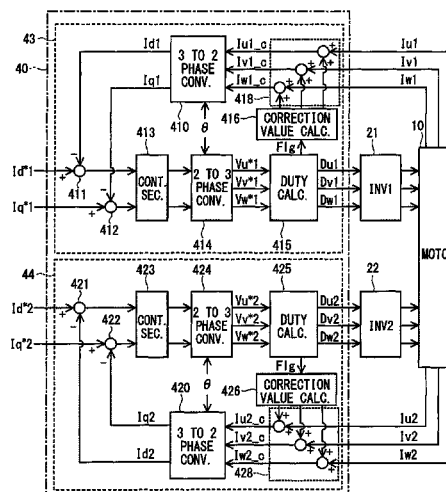 43
40
Id1
3 TO 2 PHASE CONV.
Iu1_c
Iu1
Iv1_c
Iv1
Iq1
Iw1_c
Iw1
418
410
416
CORRECTION VALUE CALC.
10
413
θ
Flg
21
Id*1
411
CONT. SEC.
2 TO 3 PHASE CONV.
Vu*1
Vv*1
Vw*1
DUTY CALC.
Du1
Dv1
Dw1
INV1
Iq*1
412
414
415
MOTO
44
421
423
424
425
22
Id*2
422
CONT. SEC.
2 TO 3 PHASE CONV.
Vu*2
Vv*2
Vw*2
DUTY CALC.
Du2
Dv2
Dw2
INV2
Iq*2
420
θ
Flg
426
CORRECTION VALUE CALC.
Iq2
3 TO 2 PHASE CONV.
Iu2_c
Iu2
Iv2_c
Iv2
Id2
Iw2_c
Iw2
428